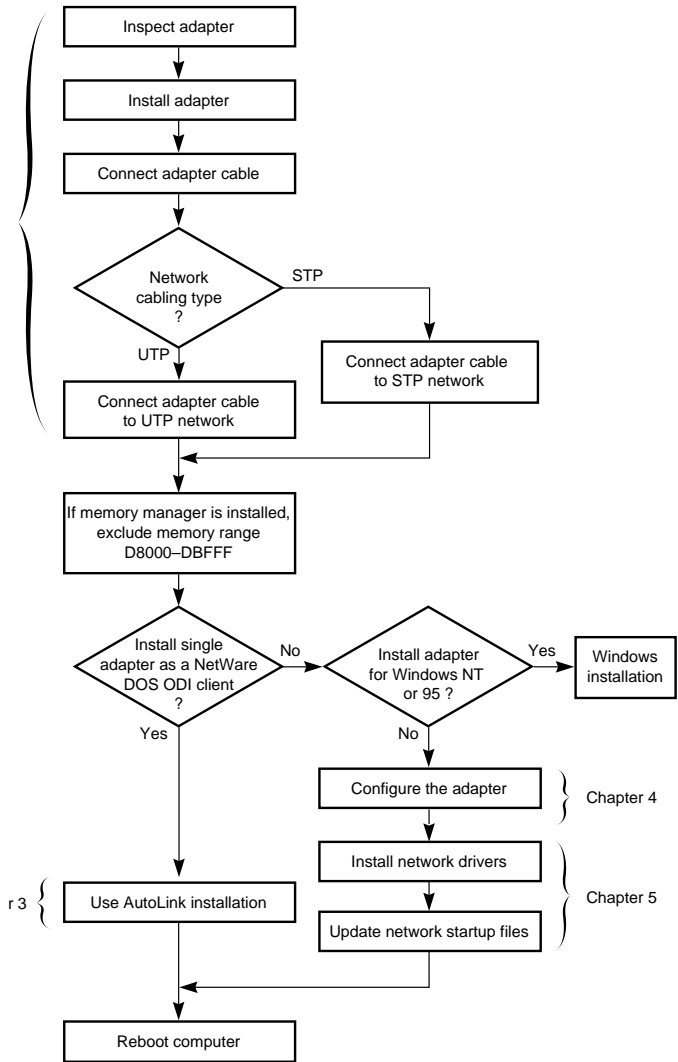 Inspect adapter
Install adapter
Connect adapter cable
Network
cabling type
?
STP
UTP
Connect adapter cable
to STP network
Connect adapter cable
to UTP network
If memory manager is installed,
exclude memory range
D8000–DBFFF
Install single
adapter as a NetWare
DOS ODI client
?
No
Install adapter
for Windows NT
or 95 ?
Yes
Windows
installation
Yes
No
Configure the adapter
Chapter 4
Install network drivers
Chapter 5
r 3
Use AutoLink installation
Update network startup files
Reboot computer